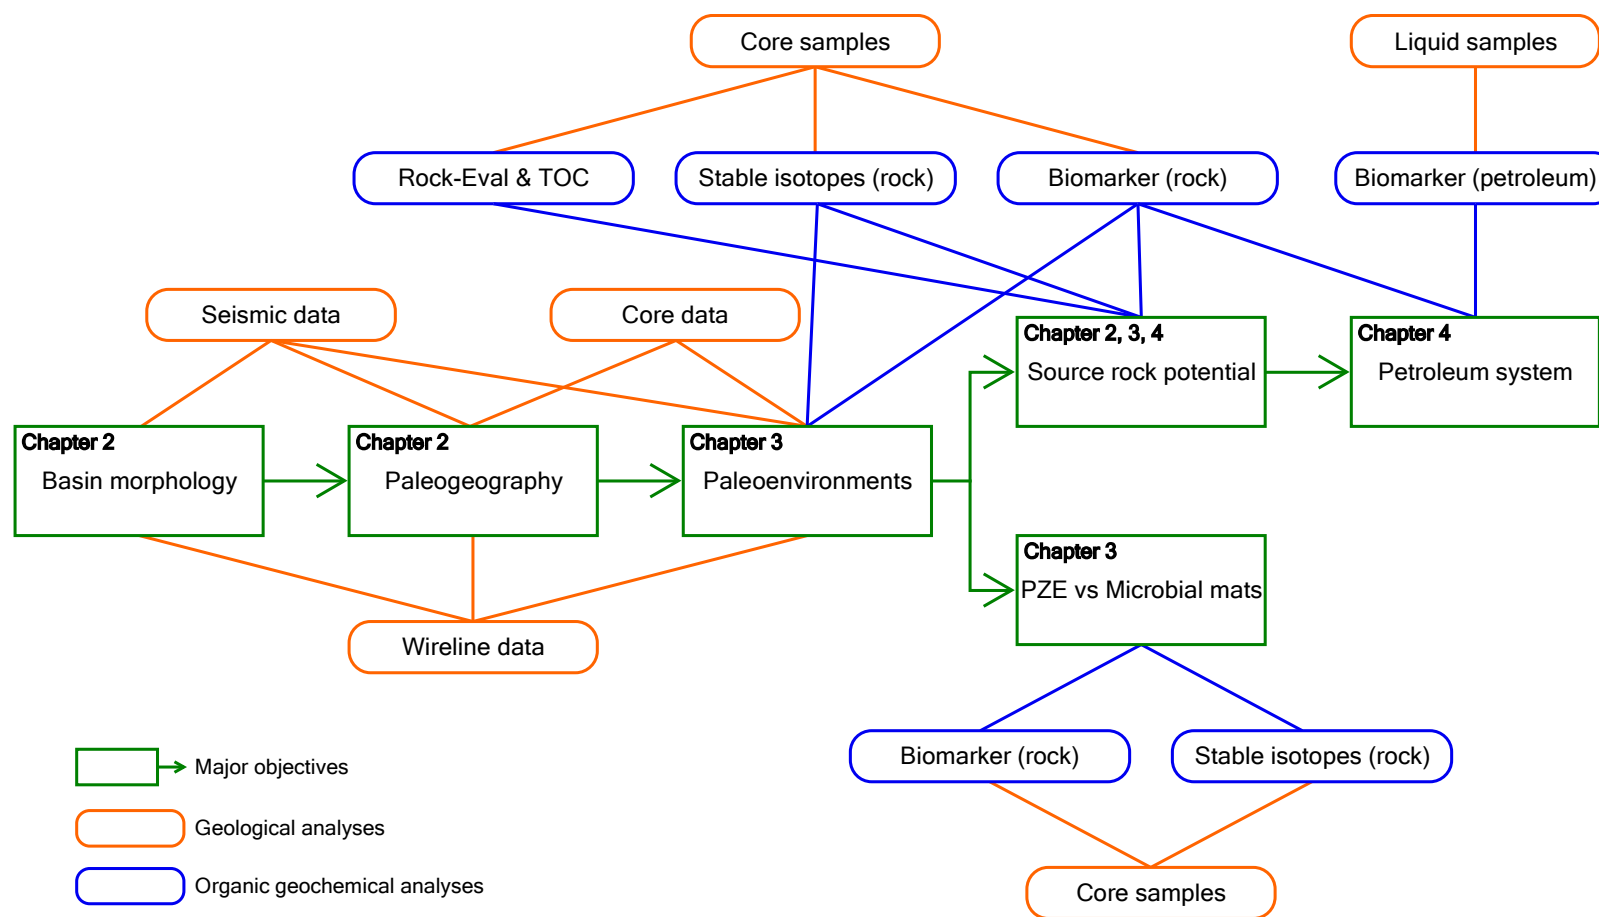 Core samples
Liquid samples
Rock-Eval & TOC
Stable isotopes (rock)
Biomarker (rock)
Biomarker (petroleum)
Seismic data
Core data
Chapter 2, 3, 4
Source rock potential
Chapter 4
Petroleum system
Chapter 2
Basin morphology
Chapter 2
Paleogeography
Chapter 3
Paleoenvironments
Chapter 3
PZE vs Microbial mats
Wireline data
Biomarker (rock)
Stable isotopes (rock)
Major objectives
Geological analyses
Organic geochemical analyses
Core samples